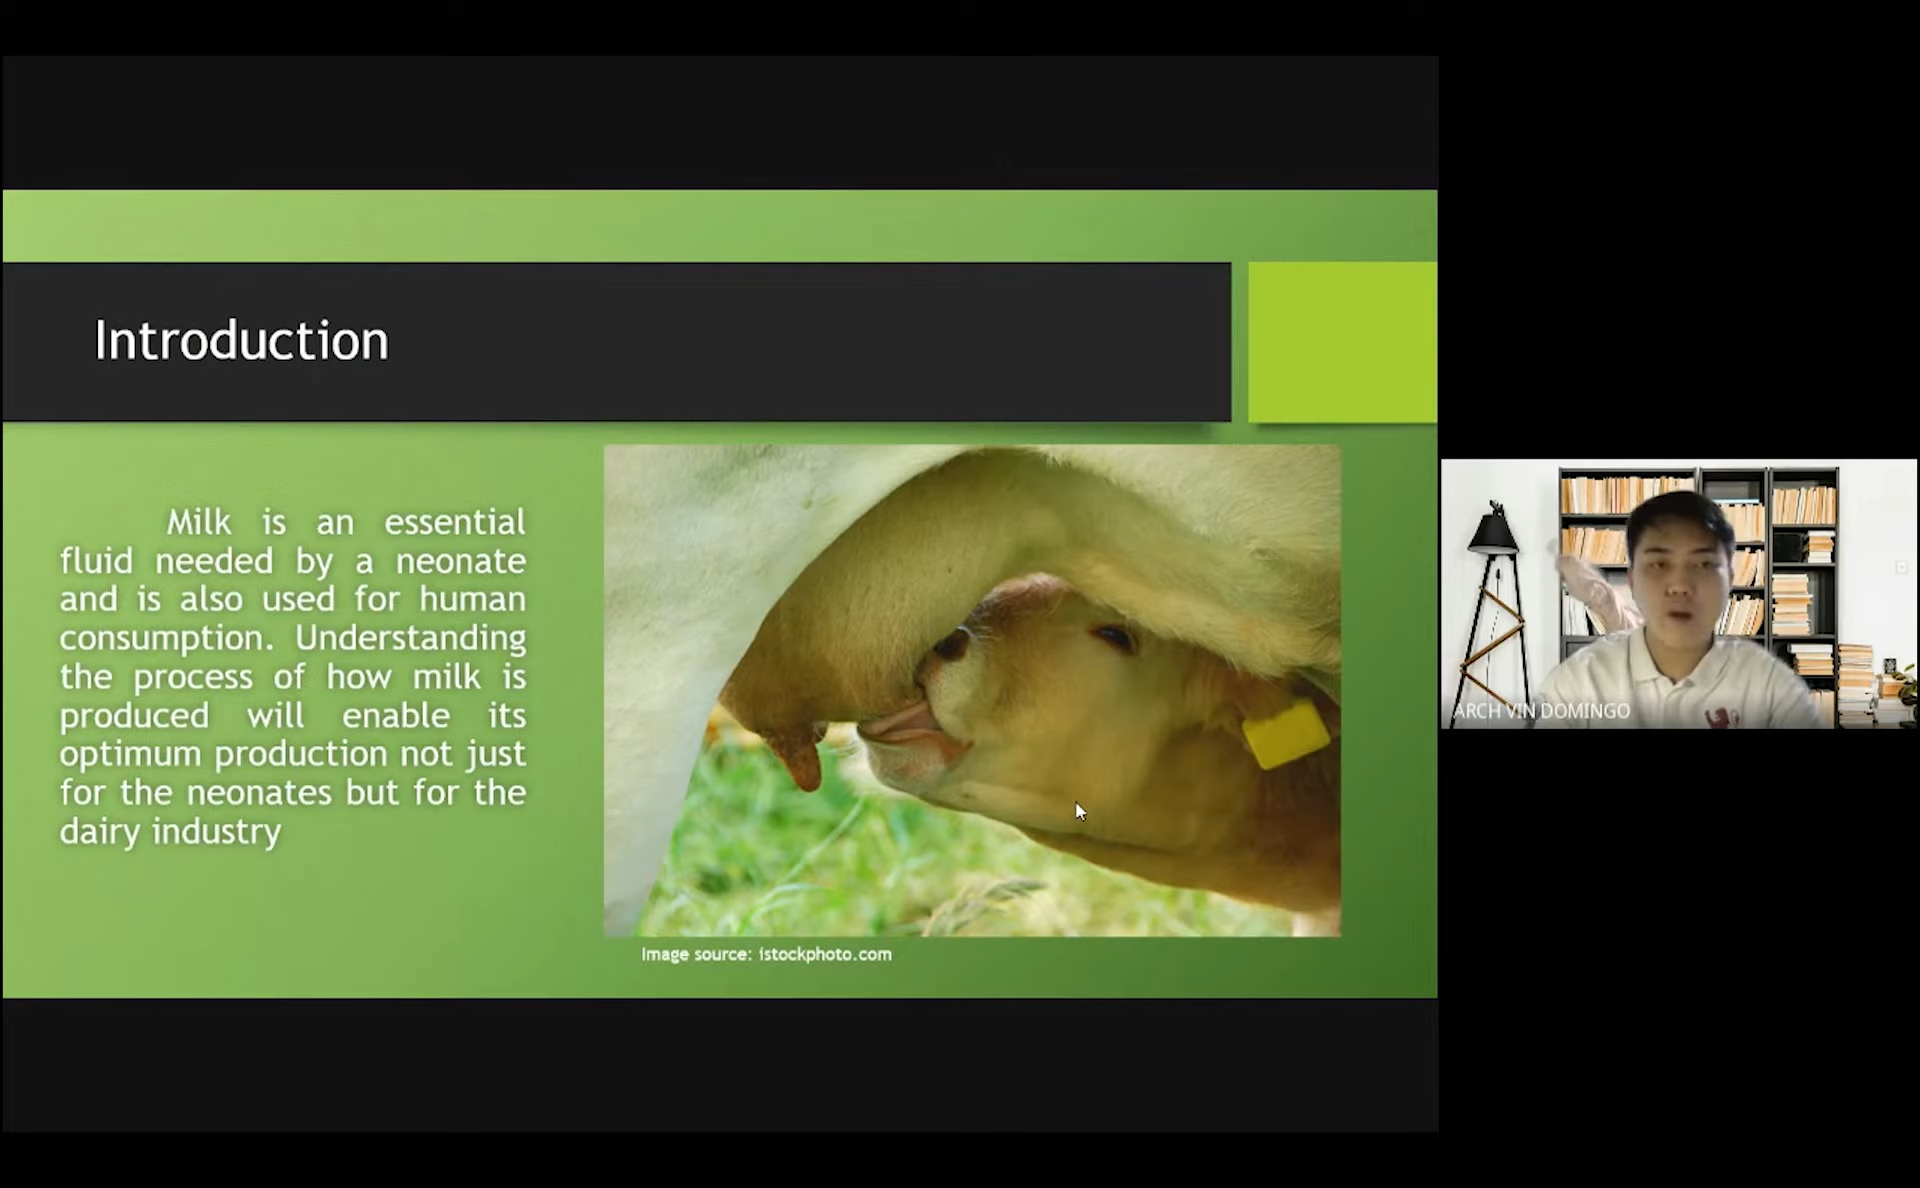 Introduction
Milk is an essential
fluid needed by a neonate
and is also used for human
consumption. Understanding
the process of how milk is
produced will enable its
optimum production not just
for the neonates but for the
dairy industry
Image source: istockphoto.com
ARCH VIN DOMINGO